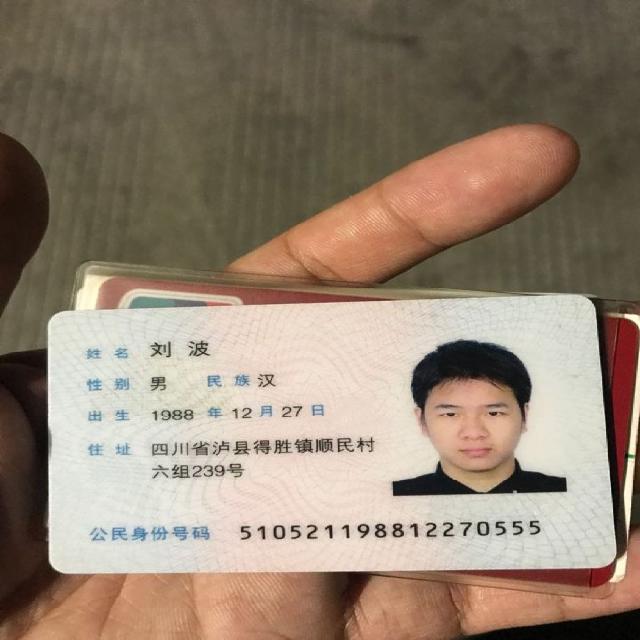 姓名 刘波
性别 男 民族 汉
出生 1988 年 12 月 27 日
住址 四川省泸县得胜镇顺民村
六组239号
公民身份号码 510521198812270555